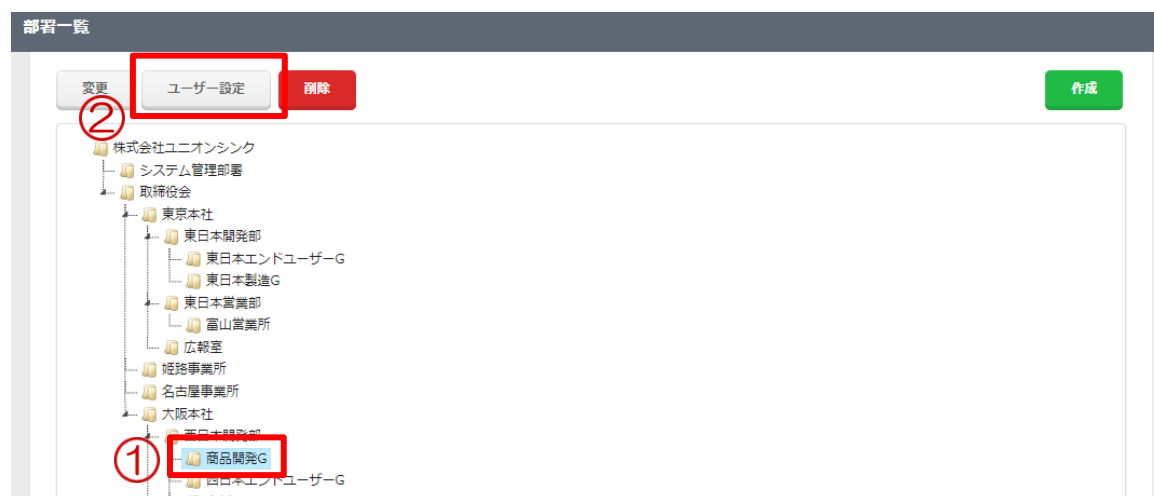 部署一覧
変更 ユーザー設定 削除 作成
②
株式会社ユニオンシンク
システム管理部署
取締役会
東京本社
東日本開発部
東日本エンドユーザーG
東日本製造G
東日本営業部
富山営業所
広報室
姫路事業所
名古屋事業所
大阪本社
西日本開発部
① 商品開発G
西日本エンドユーザーG